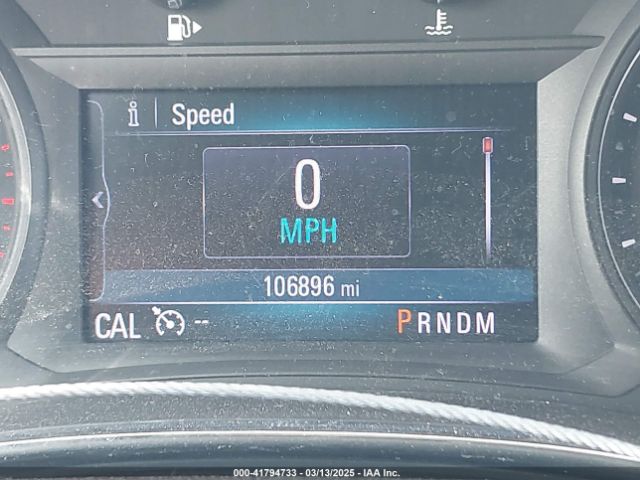 i Speed
0
MPH
106896 mi
CAL -- PRNDM
000-41794733 - 03/13/2025 - IAA Inc.